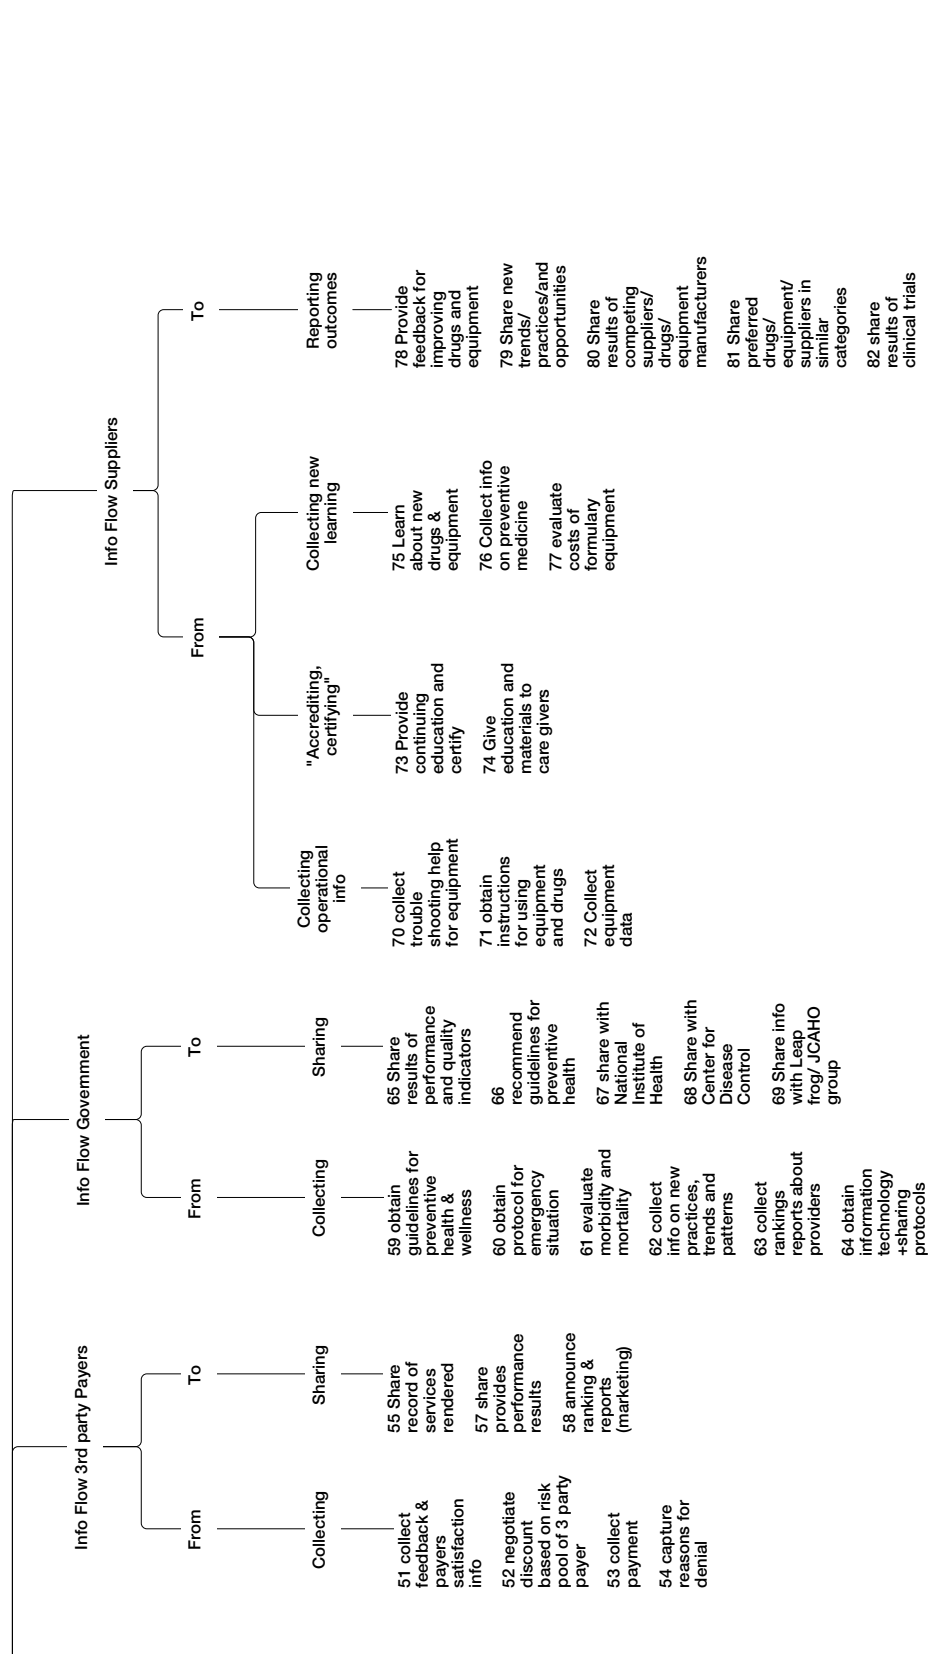 Info Flow 3rd party Payers
From
Collecting
51 collect
feedback &
payers
satisfaction
info
52 negotiate
discount
based on risk
pool of 3 party
payer
53 collect
payment
54 capture
reasons for
denial
To
Sharing
55 Share
record of
services
rendered
57 share
provides
performance
results
58 announce
ranking &
reports
(marketing)
Info Flow Government
From
Collecting
59 obtain
guidelines for
preventive
health &
wellness
60 obtain
protocol for
emergency
situation
61 evaluate
morbidity and
mortality
62 collect
info on new
practices,
trends and
patterns
63 collect
rankings
reports about
providers
64 obtain
information
technology
+sharing
protocols
To
Sharing
65 Share
results of
performance
and quality
indicators
66
recommend
guidelines for
preventive
health
67 share with
National
Institute of
Health
68 Share with
Center for
Disease
Control
69 Share info
with Leap
frog/ JCAHO
group
Info Flow Suppliers
From
Collecting
operational
info
70 collect
trouble
shooting help
for equipment
71 obtain
instructions
for using
equipment
and drugs
72 Collect
equipment
data
"Accrediting,
certifying"
73 Provide
continuing
education and
certify
74 Give
education and
materials to
care givers
Collecting new
learning
75 Learn
about new
drugs &
equipment
76 Collect info
on preventive
medicine
77 evaluate
costs of
formulary
equipment
To
Reporting
outcomes
78 Provide
feedback for
improving
drugs and
equipment
79 Share new
trends/
practices/and
opportunities
80 Share
results of
competing
suppliers/
drugs/
equipment
manufacturers
81 Share
preferred
drugs/
equipment/
suppliers in
similar
categories
82 share
results of
clinical trials